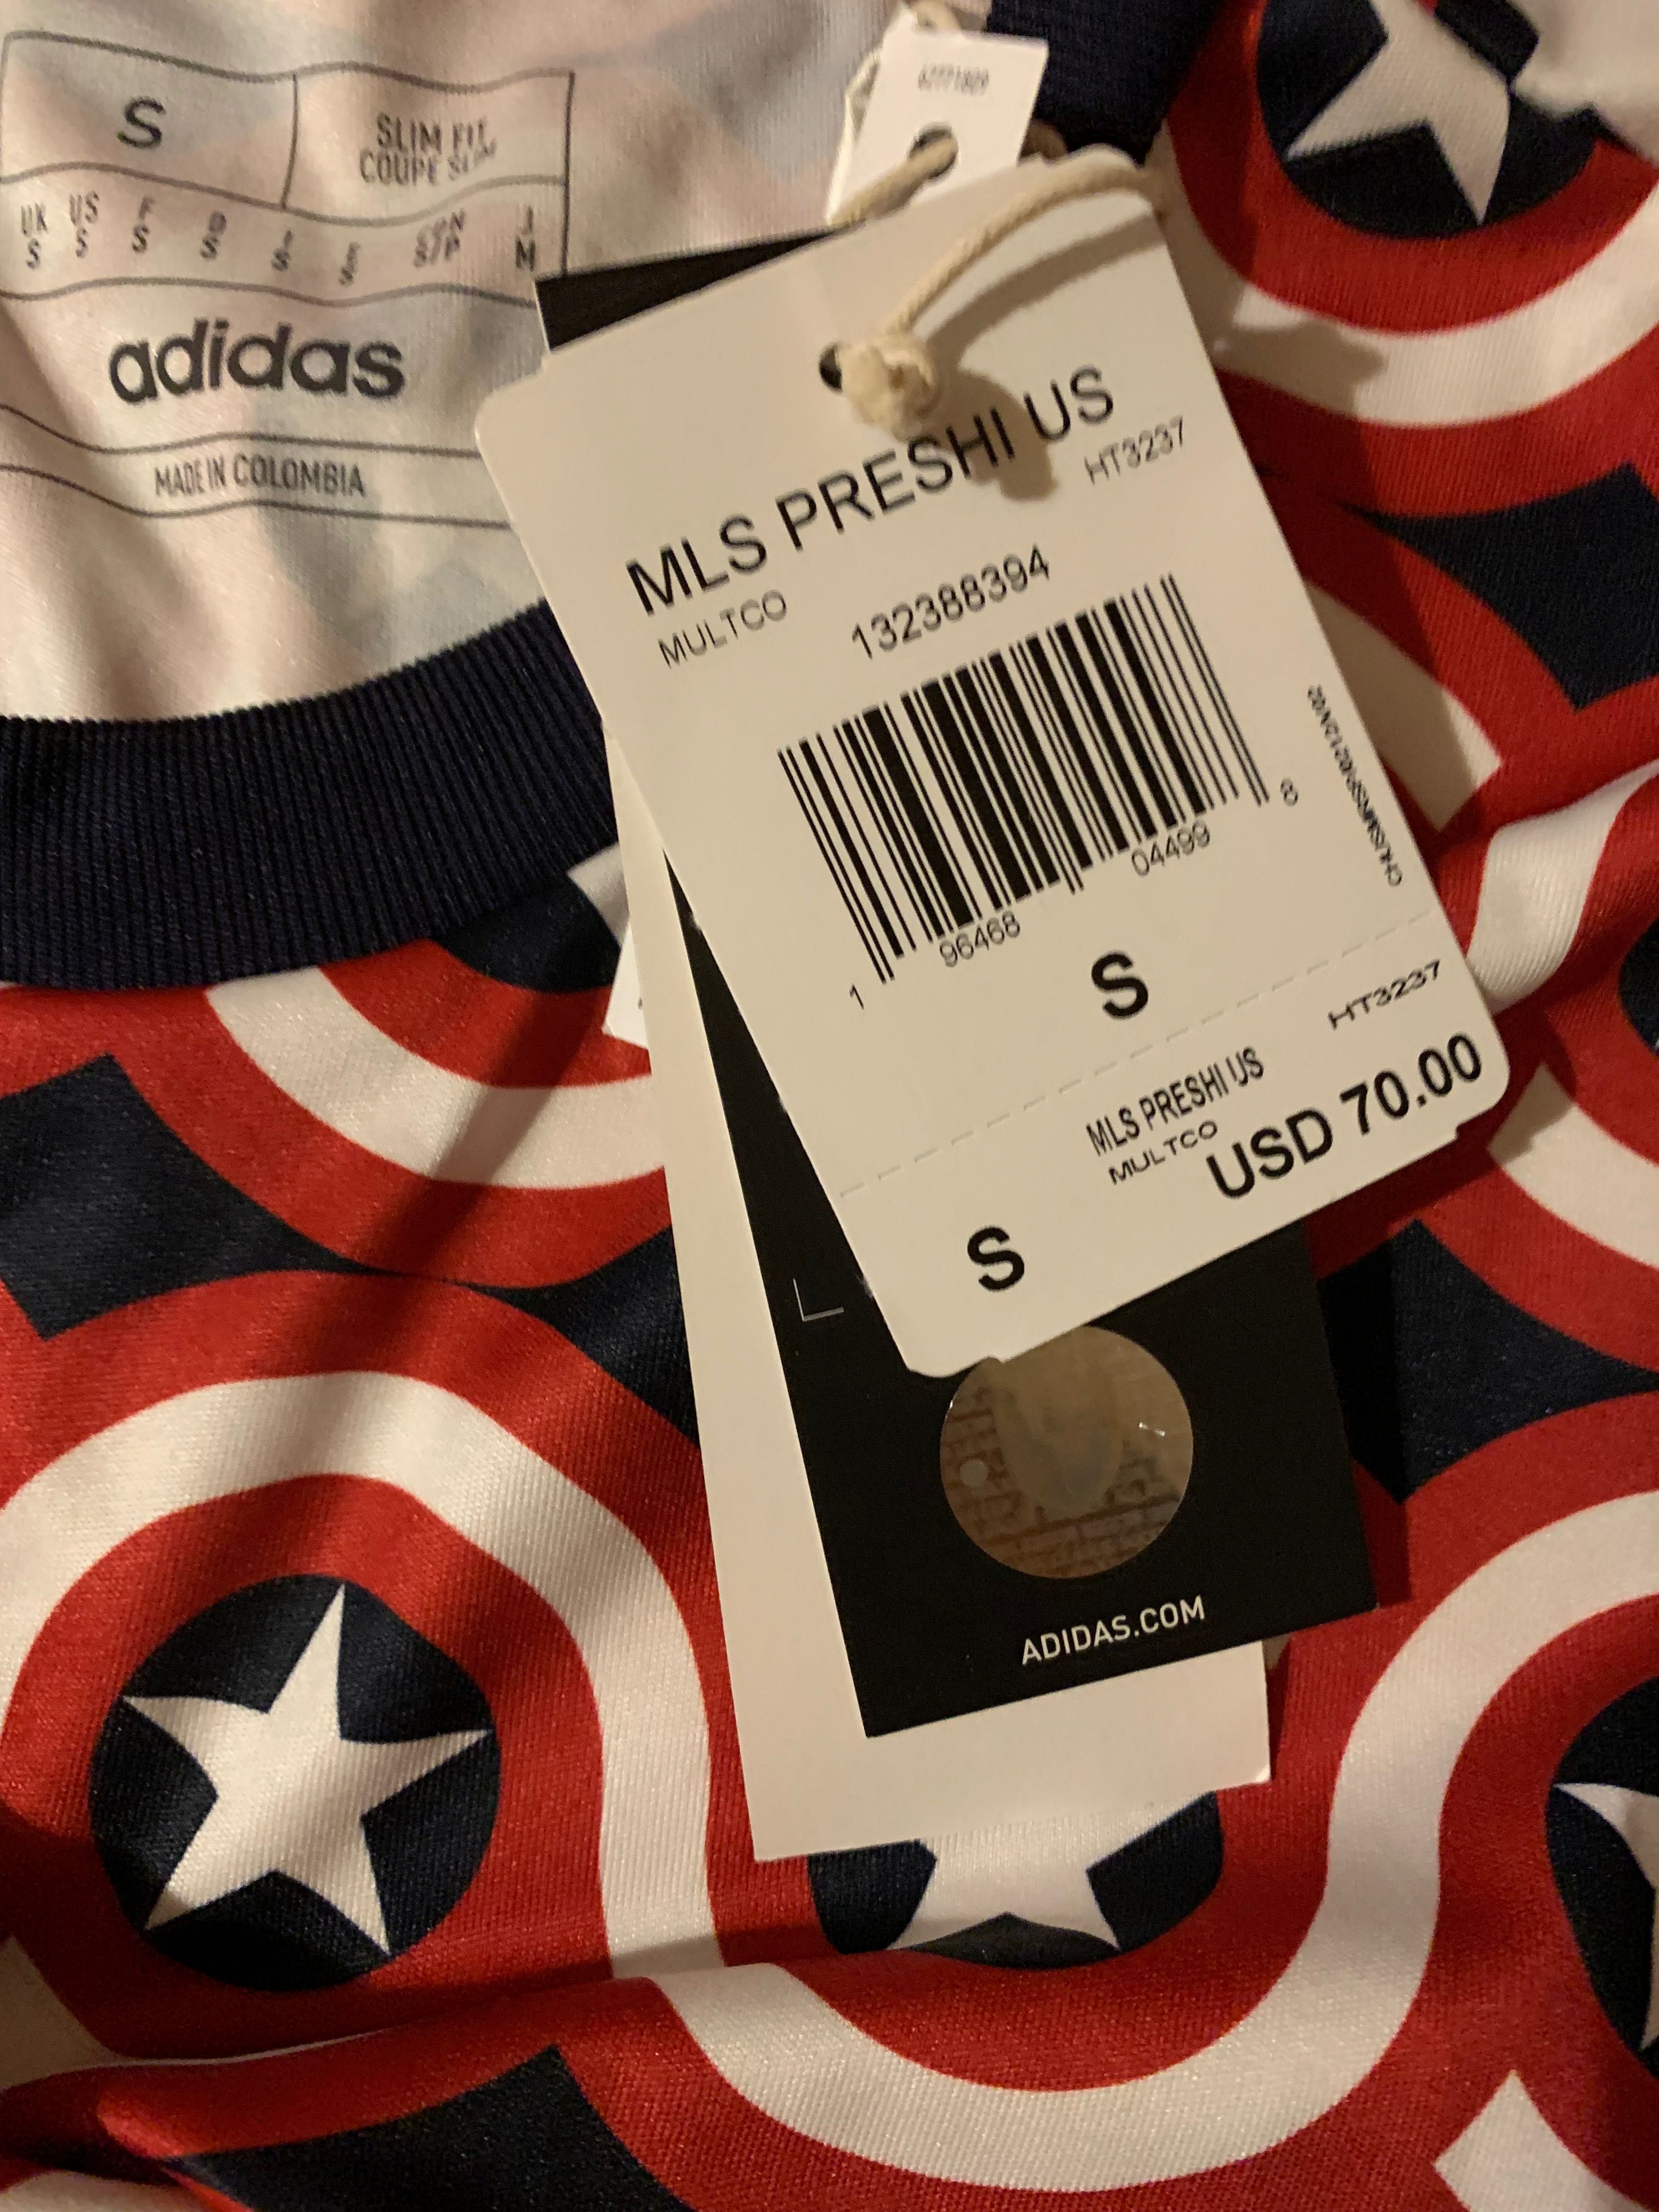 S
SLIM FIT
COUPE SLIM
UK US F D I E CDN J
S S S S S S S/P M
adidas
MADE IN COLOMBIA
MLS PRESHI US
HT3237
MULTCO
132388394
1 96468 04499 8
S
HT3237
MLS PRESHI US
MULTCO
USD 70.00
S
ADIDAS.COM